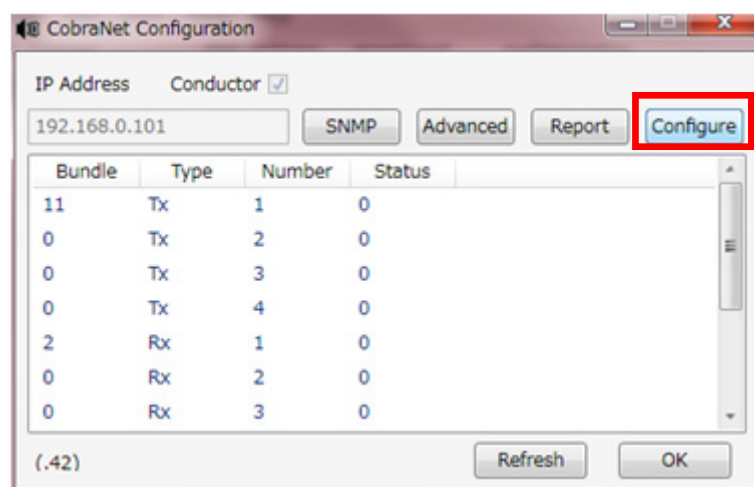 CobraNet Configuration
IP Address Conductor
192.168.0.101 SNMP Advanced Report Configure
Bundle Type Number Status
11 Tx 1 0
0 Tx 2 0
0 Tx 3 0
0 Tx 4 0
2 Rx 1 0
0 Rx 2 0
0 Rx 3 0
(.42) Refresh OK